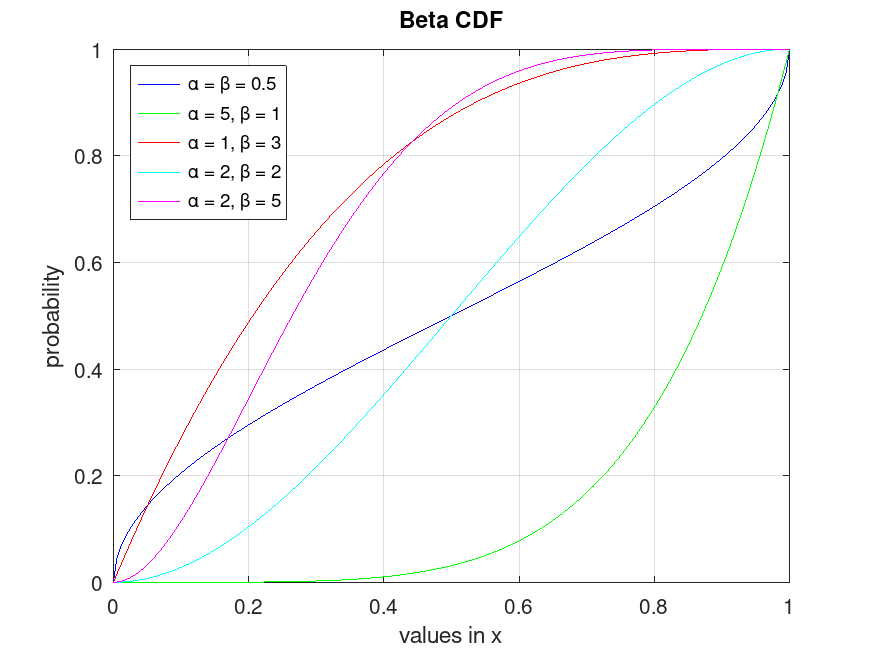 Beta CDF
1
0.8
0.6
0.4
0.2
0
α = β = 0.5
α = 5, β = 1
α = 1, β = 3
α = 2, β = 2
α = 2, β = 5
probability
0
0.2
0.4
0.6
0.8
1
values in x